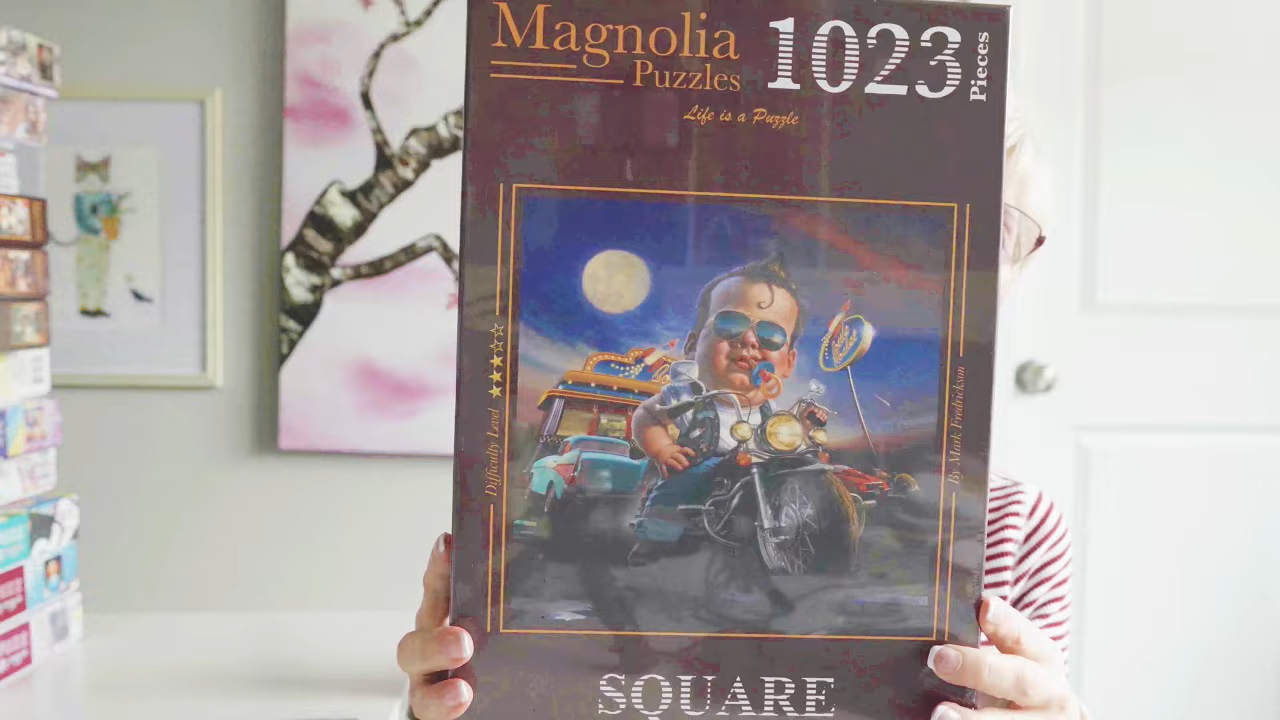 Magnolia
Puzzles
1023
Pieces
Life is a Puzzle
Difficulty Level
By Mark Fredrickson
SQUARE